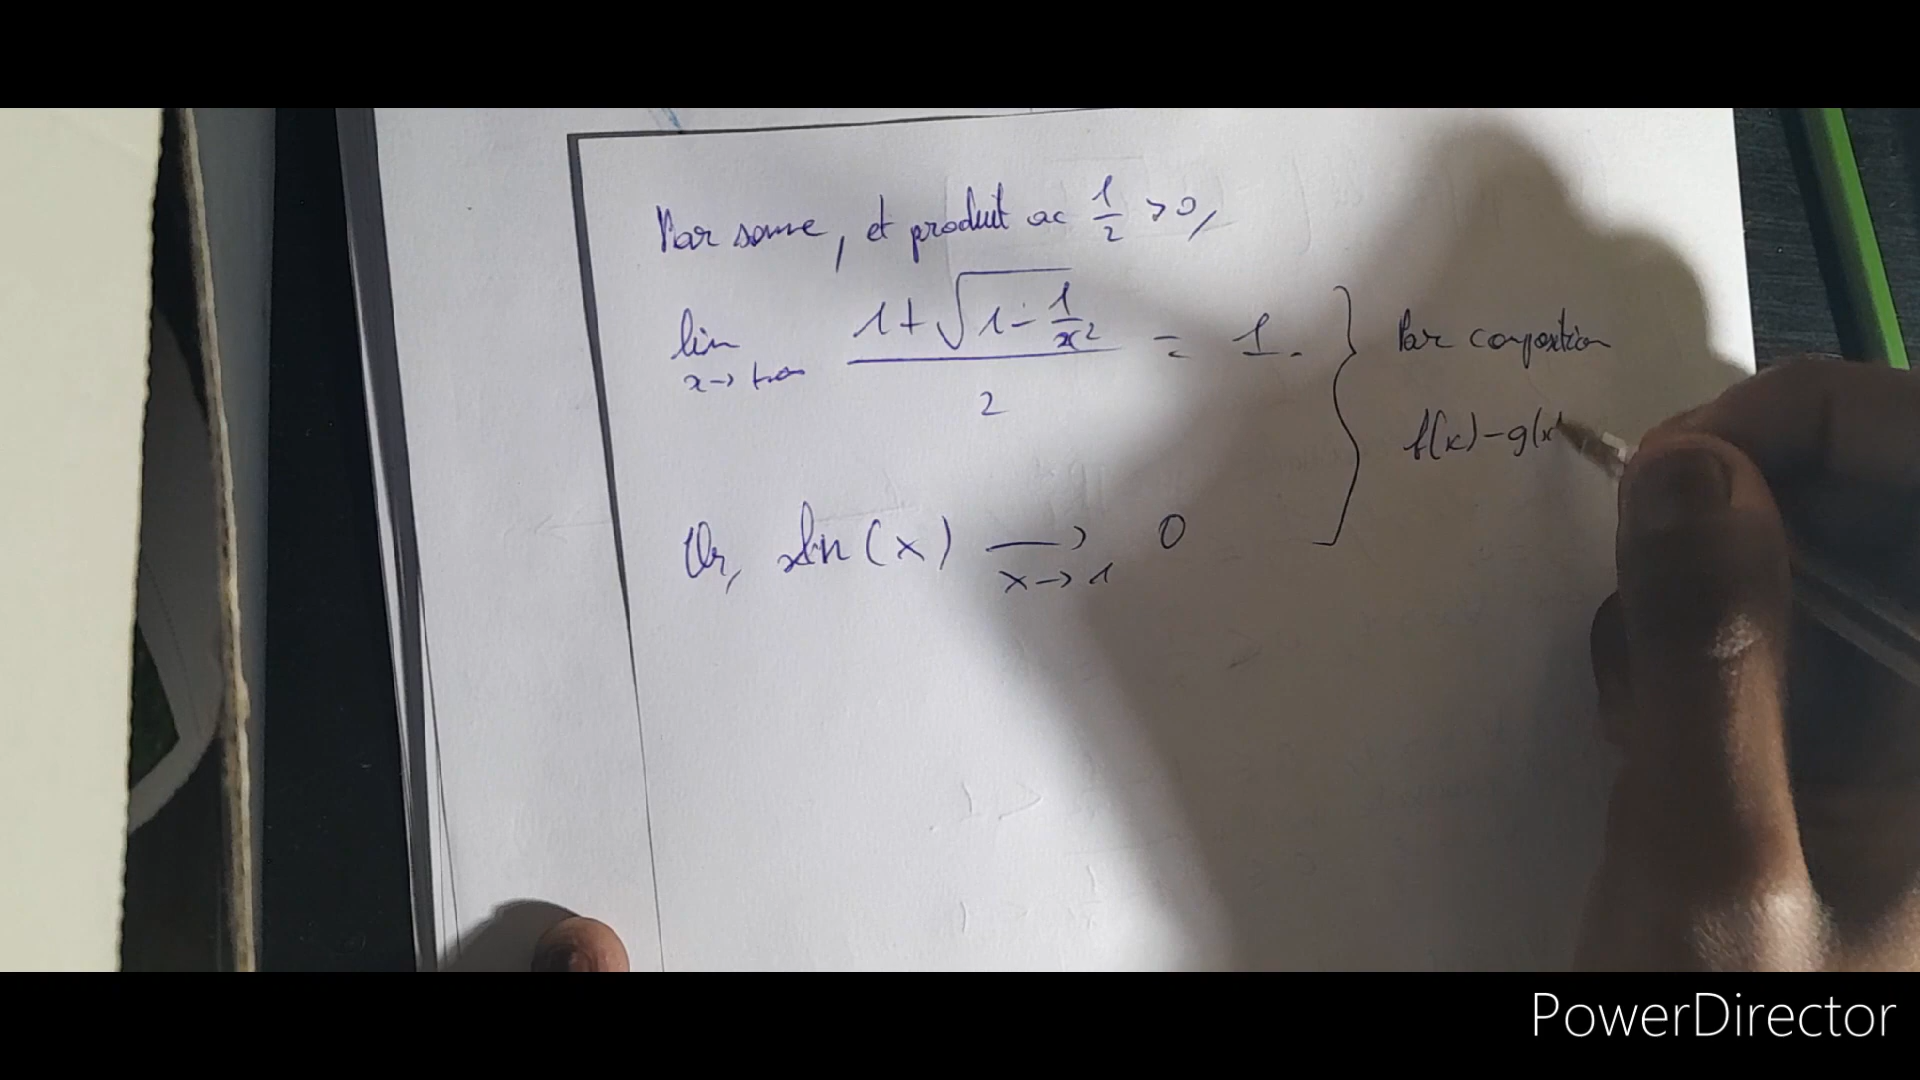 Par somme, et produit ac 1/2 > 0,
lim x→+∞ (1+√(1-1/x²))/2 = 1.
Par composition
f(x)-g(x)
Or, ln(x) → 0
x→1
PowerDirector